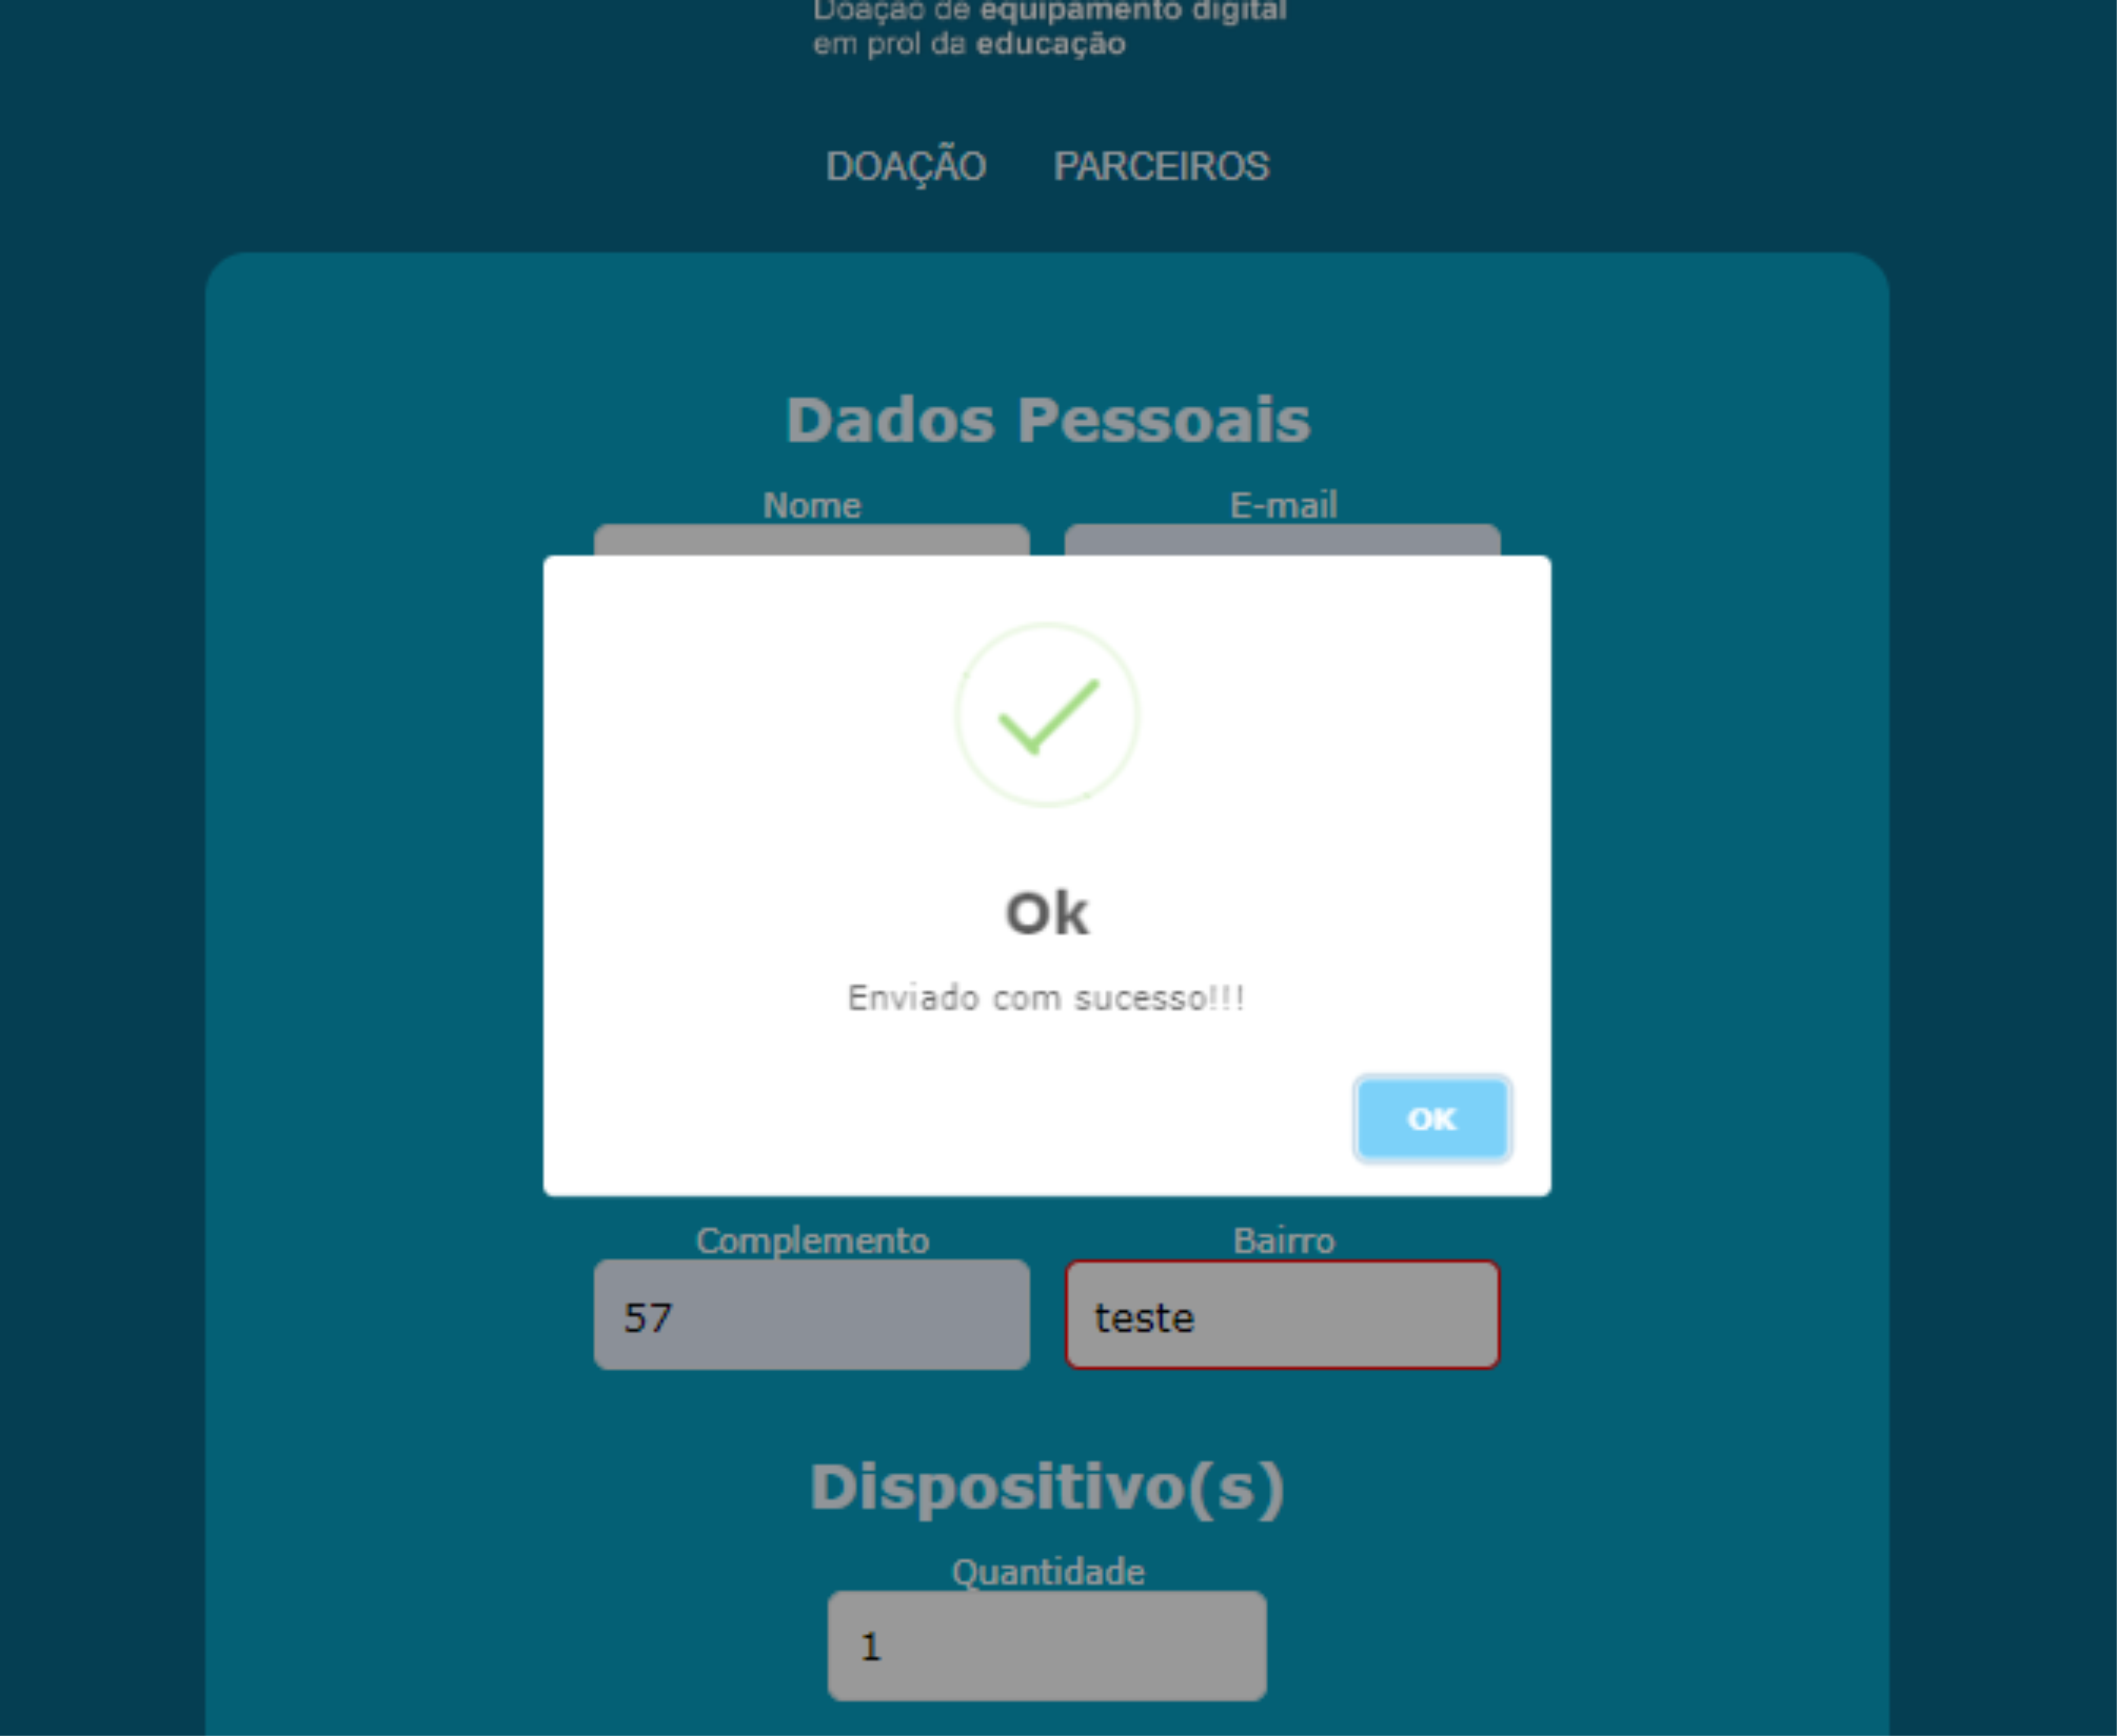 Doação de equipamento digital
em prol da educação
DOAÇÃO PARCEIROS
Dados Pessoais
Nome E-mail
Ok
Enviado com sucesso!!!
OK
Complemento Bairro
57 teste
Dispositivo(s)
Quantidade
1